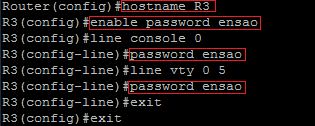 Router(config)#hostname R3
R3(config)#enable password ensao
R3(config)#line console 0
R3(config-line)#password ensao
R3(config-line)#line vty 0 5
R3(config-line)#password ensao
R3(config-line)#exit
R3(config)#exit